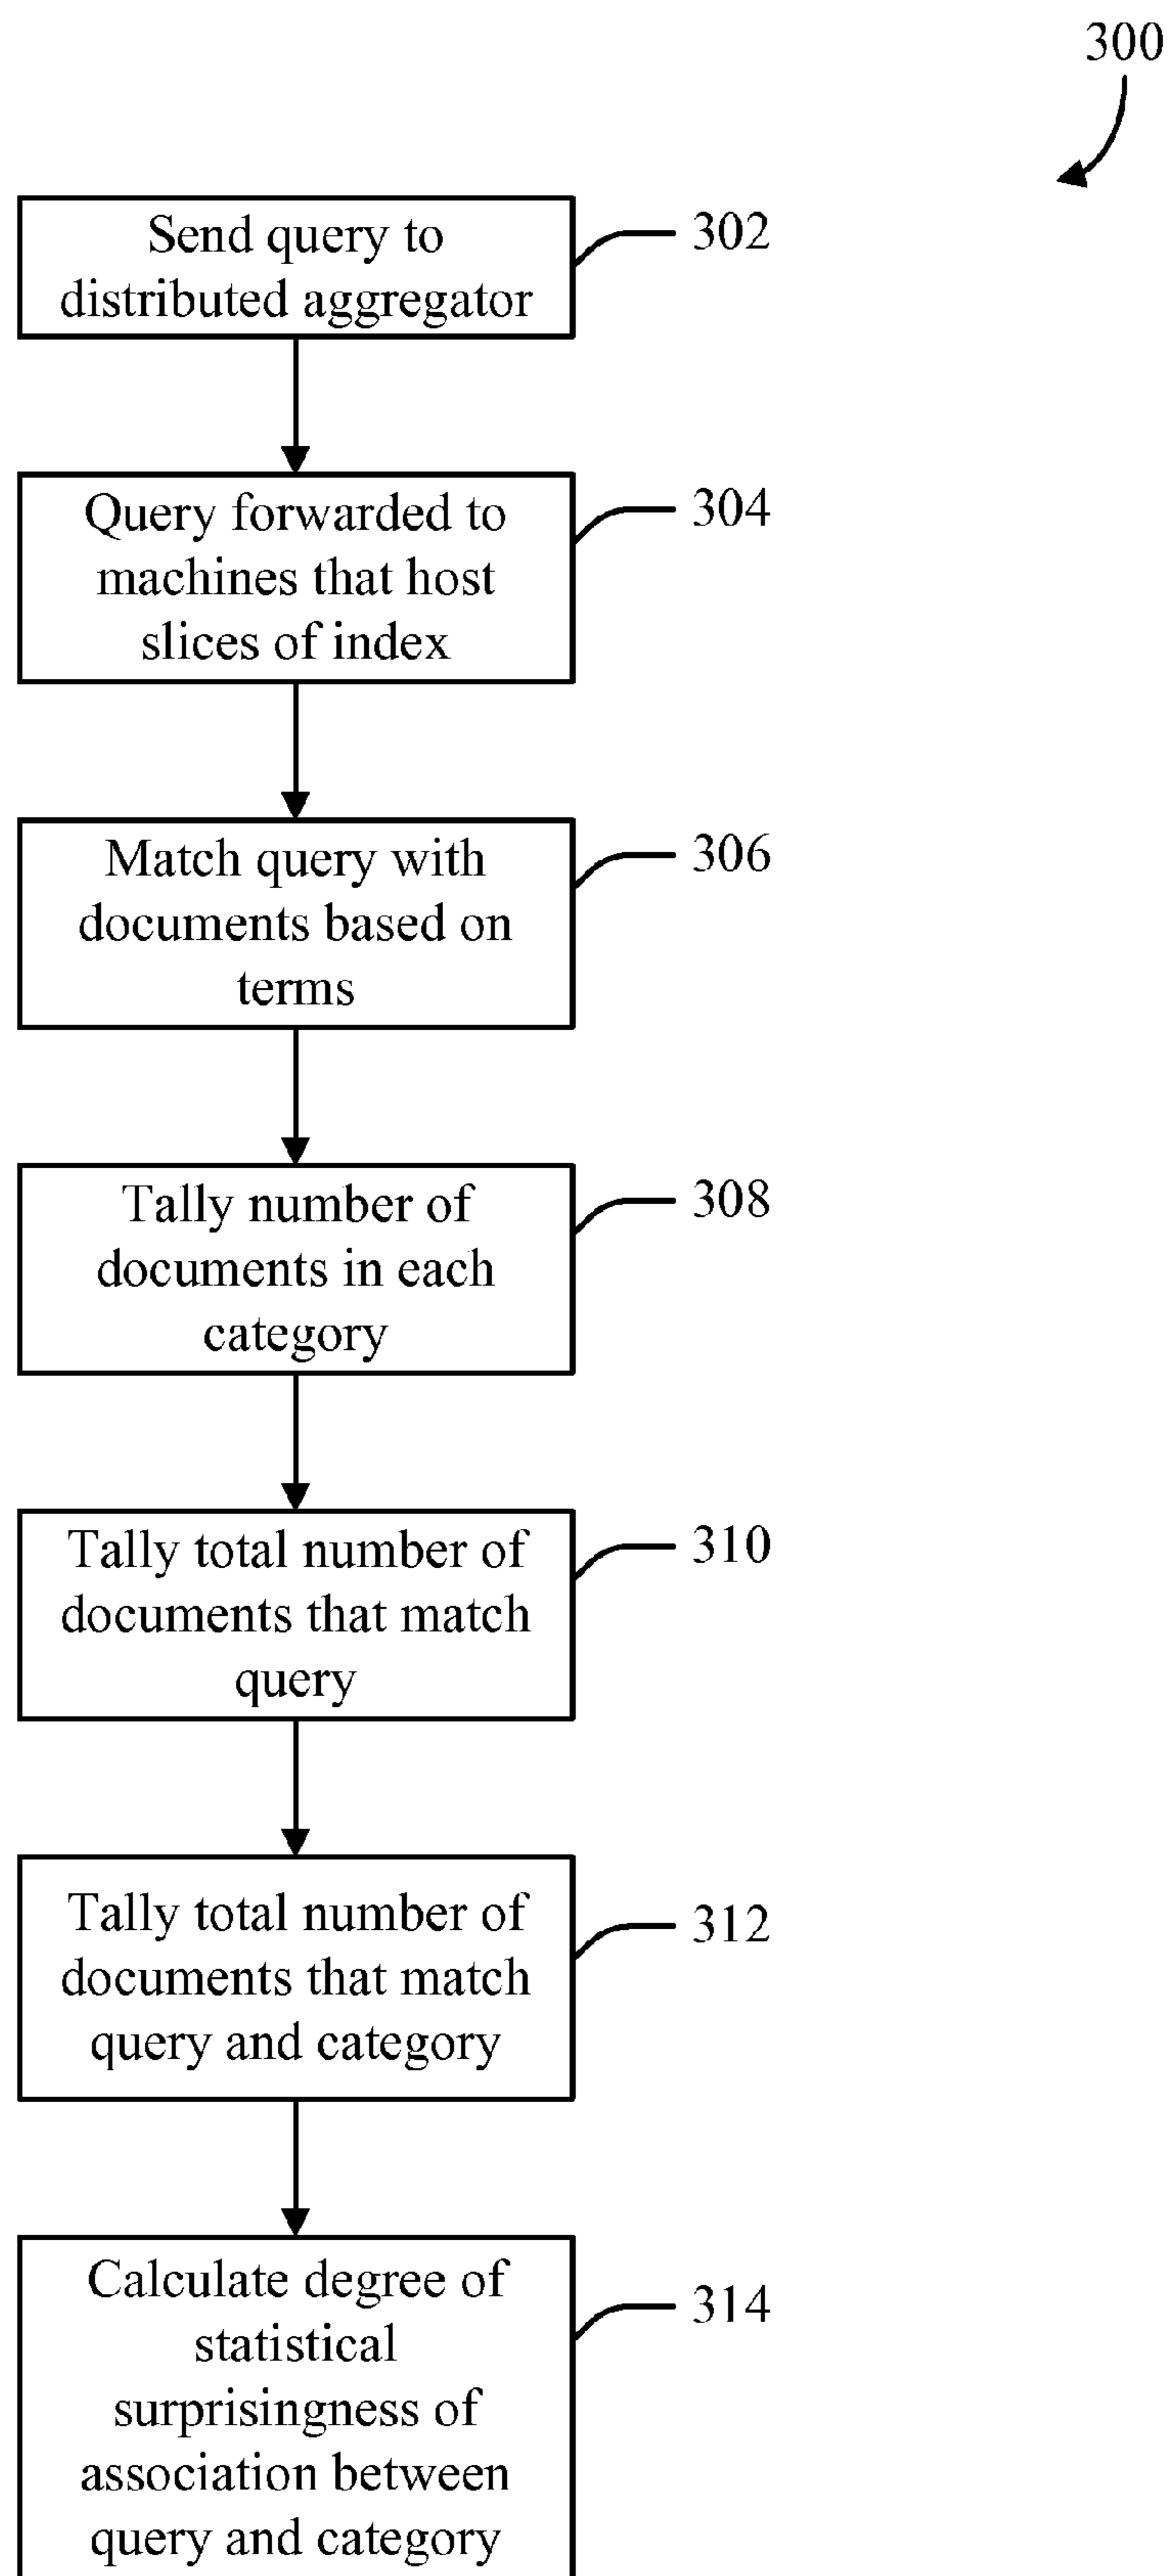 300
Send query to
distributed aggregator
302
Query forwarded to
machines that host
slices of index
304
Match query with
documents based on
terms
306
Tally number of
documents in each
category
308
Tally total number of
documents that match
query
310
Tally total number of
documents that match
query and category
312
Calculate degree of
statistical
surprisingness of
association between
query and category
314